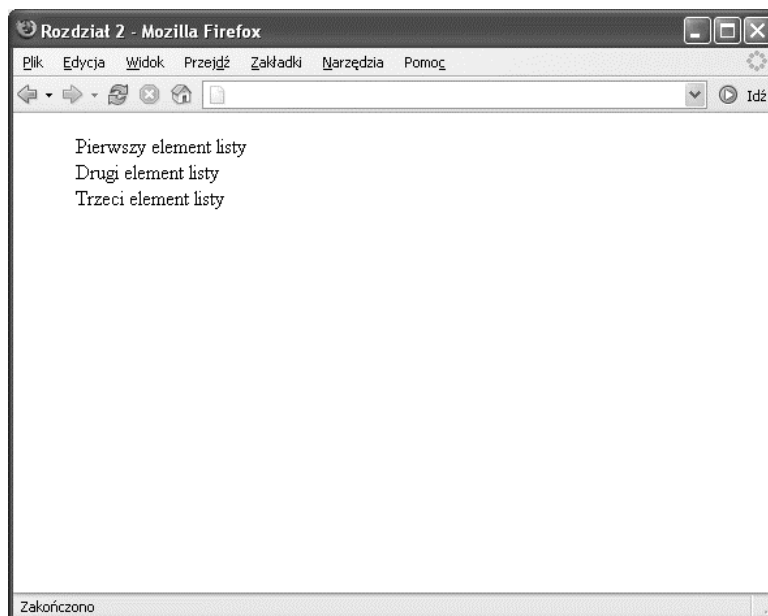 Rozdział 2 - Mozilla Firefox
Plik Edycja Widok Przejdź Zakładki Narzędzia Pomoc
Idź
Pierwszy element listy
Drugi element listy
Trzeci element listy
Zakończono